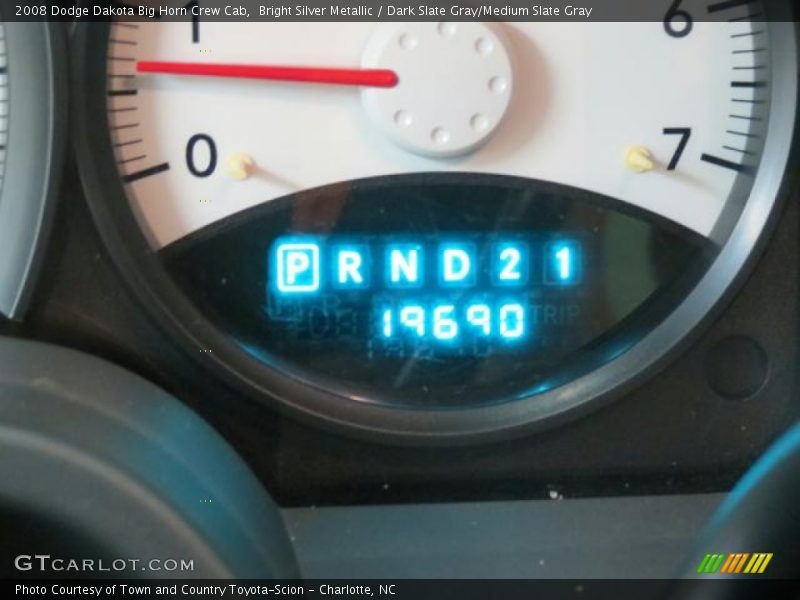 2008 Dodge Dakota Big Horn Crew Cab, Bright Silver Metallic / Dark Slate Gray/Medium Slate Gray
1 6
0 7
P R N D 2 1
19690 TRIP
GTCARLOT.COM
Photo Courtesy of Town and Country Toyota-Scion - Charlotte, NC